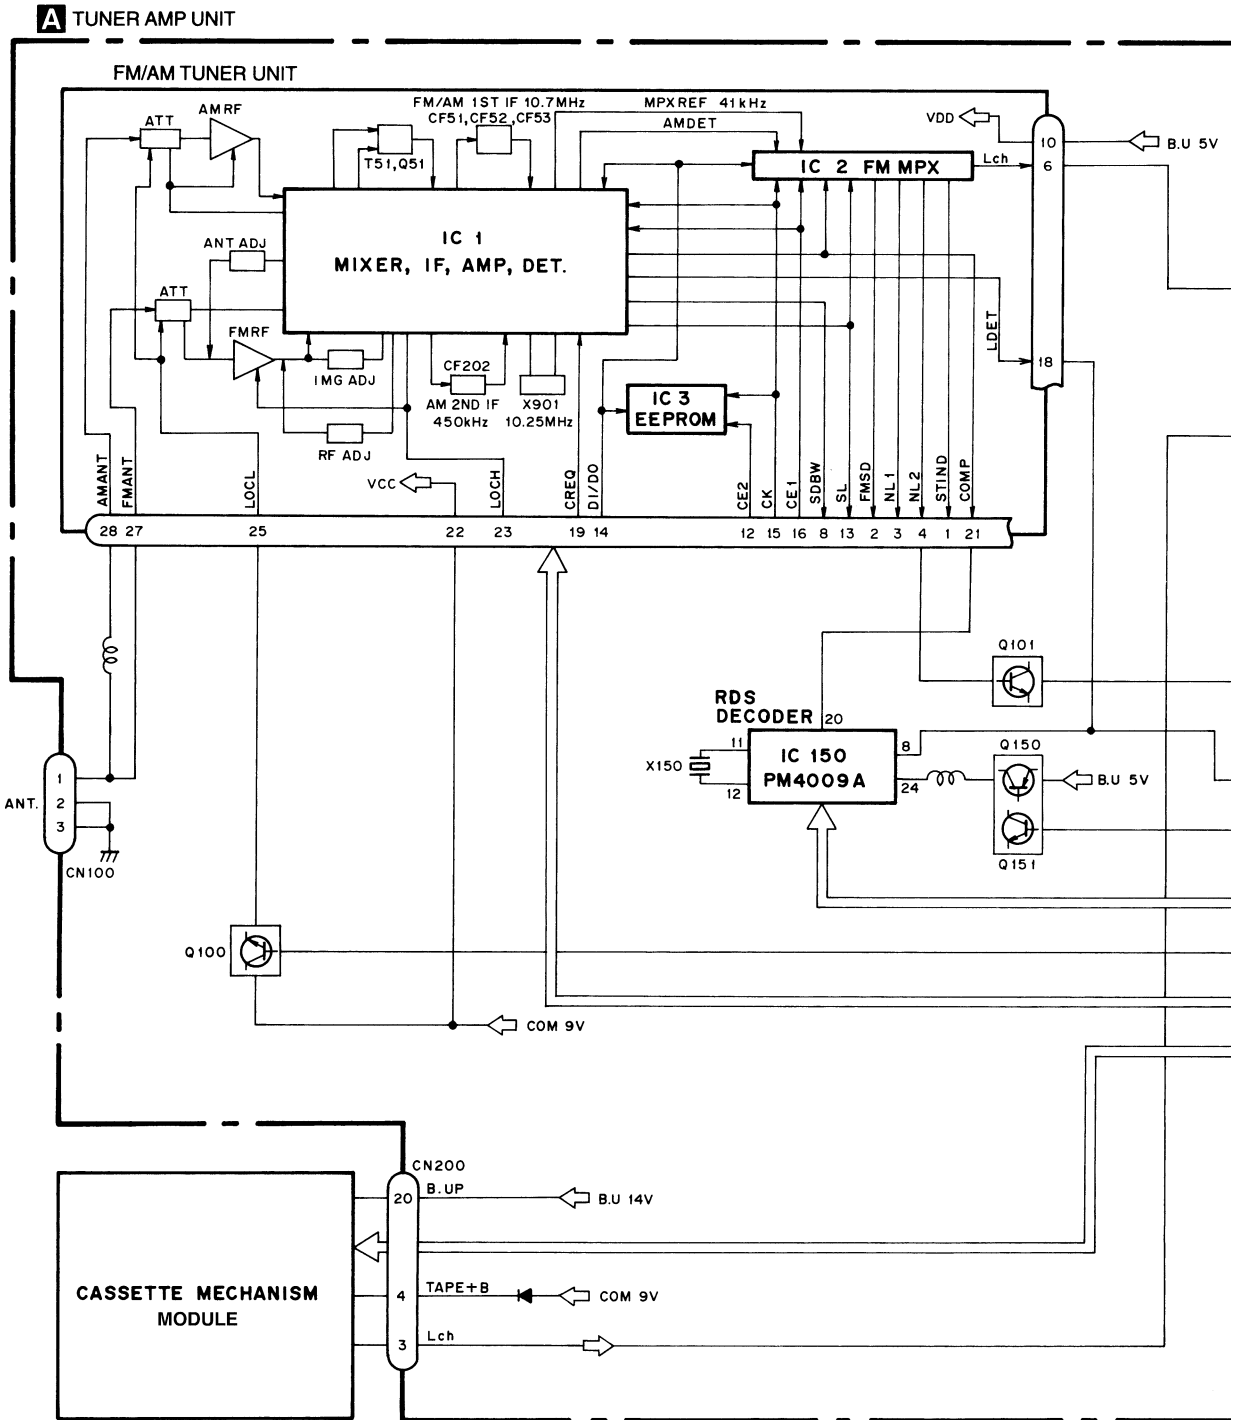 A TUNER AMP UNIT
FM/AM TUNER UNIT
AMRF
ATT
FM/AM 1ST IF 10.7MHz
CF51,CF52,CF53
MPXREF 41kHz
AMDET
VDD
10
B.U 5V
T51,Q51
IC 2 FM MPX
Lch
6
IC 1
MIXER, IF, AMP, DET.
ANT ADJ
ATT
FMRF
LDET
IMG ADJ
CF202
18
AM 2ND IF
450kHz
X901
10.25MHz
IC 3
EEPROM
RF ADJ
AMANT
FMANT
LOCL
VCC
LOCH
CREQ
DI/DO
CE2
CK
CE1
SDBW
SL
FMSD
NL1
NL2
STIND
COMP
28 27 25 22 23 19 14 12 15 16 8 13 2 3 4 1 21
Q101
RDS
DECODER
20
11
IC 150
8
Q150
X150
PM4009A
B.U 5V
12
24
1
ANT. 2
3
CN100
Q151
Q100
COM 9V
CN200
20
B.UP
B.U 14V
CASSETTE MECHANISM
MODULE
4
TAPE+B
COM 9V
3
Lch